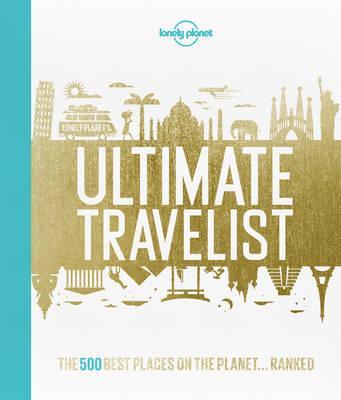 lonely planet
LONELY PLANET'S
ULTIMATE
TRAVELIST
THE 500 BEST PLACES ON THE PLANET... RANKED